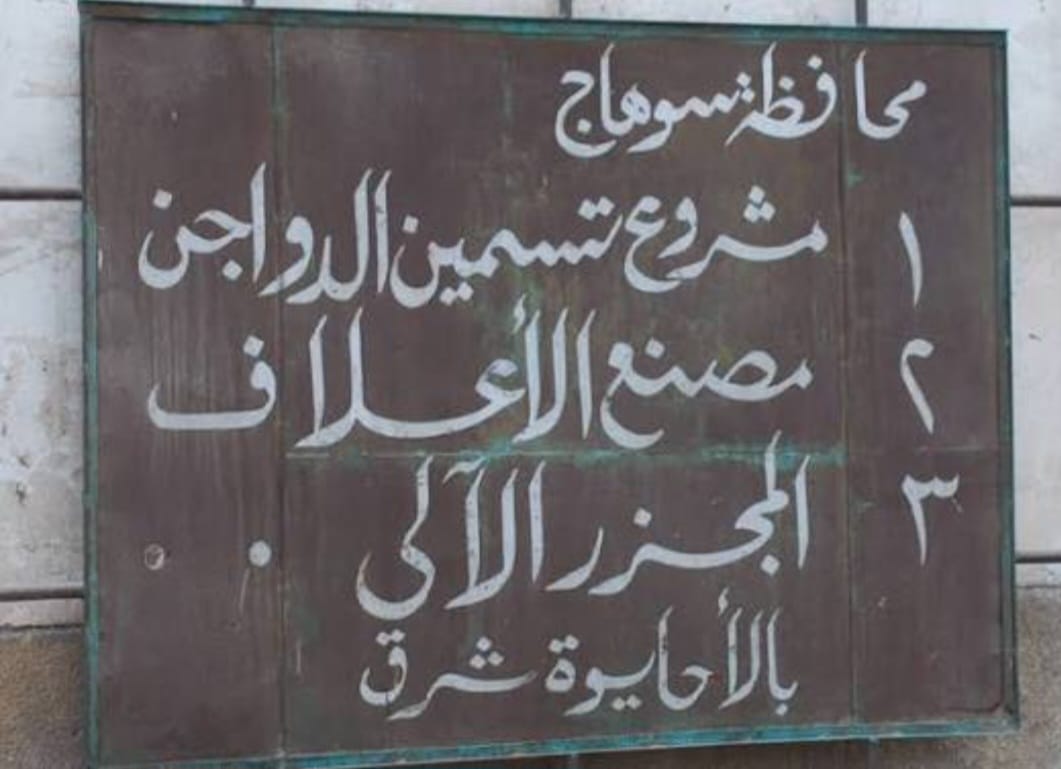 محافظة سوهاج
١ مشروع تسمين الدواجن
٢ مصنع الأعلاف
٣ المجزر الآلى
بالأحايوة شرق